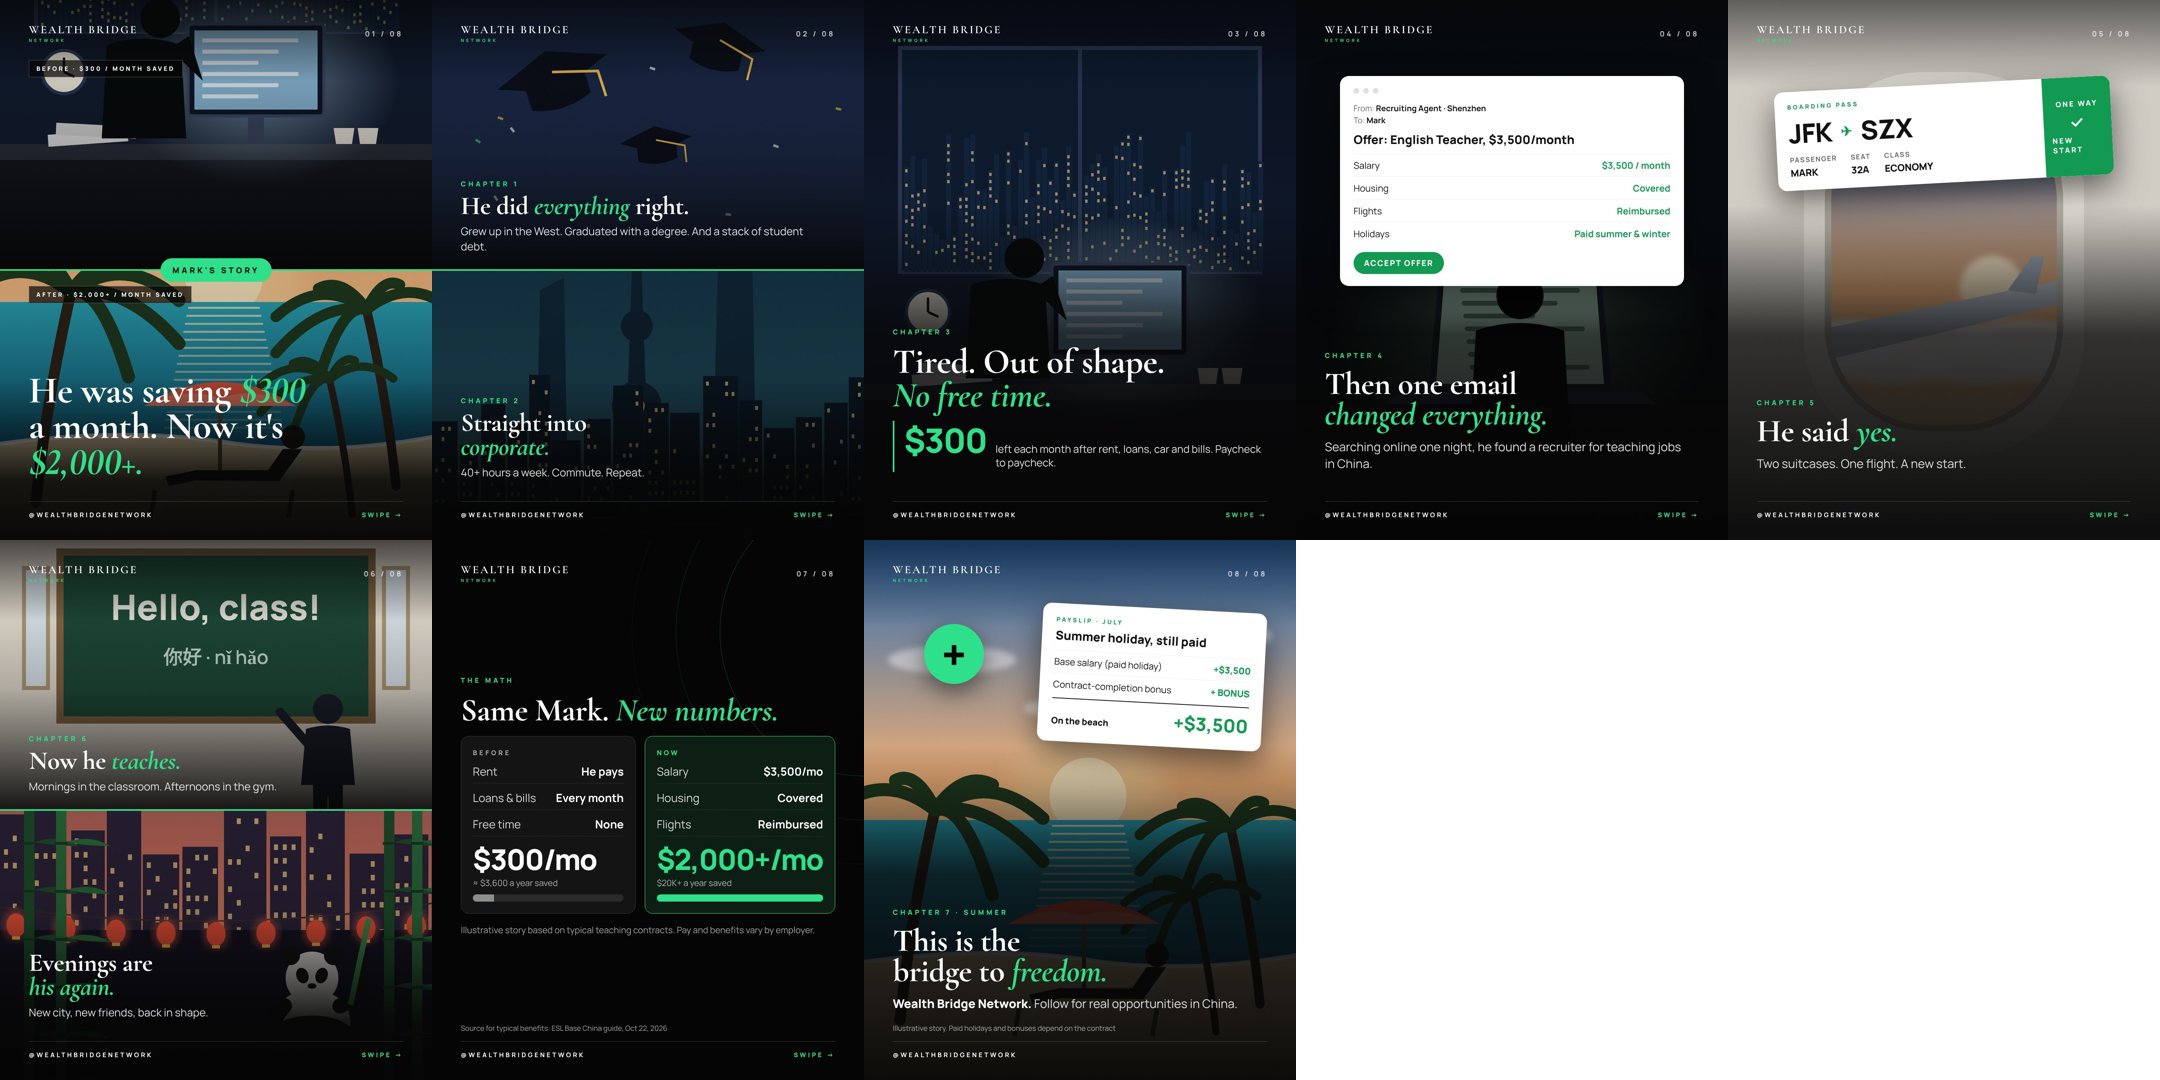 WEALTH BRIDGE
NETWORK
01 / 08
BEFORE · $300 / MONTH SAVED
MARK'S STORY
AFTER · $2,000+ / MONTH SAVED
He was saving $300
a month. Now it's
$2,000+.
@WEALTHBRIDGENETWORK
SWIPE →
WEALTH BRIDGE
NETWORK
02 / 08
CHAPTER 1
He did everything right.
Grew up in the West. Graduated with a degree. And a stack of student
debt.
CHAPTER 2
Straight into
corporate.
40+ hours a week. Commute. Repeat.
@WEALTHBRIDGENETWORK
SWIPE →
WEALTH BRIDGE
NETWORK
03 / 08
CHAPTER 3
Tired. Out of shape.
No free time.
$300 left each month after rent, loans, car and bills. Paycheck
to paycheck.
@WEALTHBRIDGENETWORK
SWIPE →
WEALTH BRIDGE
NETWORK
04 / 08
From: Recruiting Agent · Shenzhen
To: Mark
Offer: English Teacher, $3,500/month
Salary $3,500 / month
Housing Covered
Flights Reimbursed
Holidays Paid summer & winter
ACCEPT OFFER
CHAPTER 4
Then one email
changed everything.
Searching online one night, he found a recruiter for teaching jobs
in China.
@WEALTHBRIDGENETWORK
SWIPE →
WEALTH BRIDGE
NETWORK
05 / 08
BOARDING PASS
JFK ✈ SZX
PASSENGER SEAT CLASS
MARK 32A ECONOMY
ONE WAY
✓
NEW
START
CHAPTER 5
He said yes.
Two suitcases. One flight. A new start.
@WEALTHBRIDGENETWORK
SWIPE →
WEALTH BRIDGE
NETWORK
06 / 08
Hello, class!
你好 · nǐ hǎo
CHAPTER 6
Now he teaches.
Mornings in the classroom. Afternoons in the gym.
Evenings are
his again.
New city, new friends, back in shape.
@WEALTHBRIDGENETWORK
SWIPE →
WEALTH BRIDGE
NETWORK
07 / 08
THE MATH
Same Mark. New numbers.
BEFORE
Rent He pays
Loans & bills Every month
Free time None
$300/mo
≈ $3,600 a year saved
NOW
Salary $3,500/mo
Housing Covered
Flights Reimbursed
$2,000+/mo
$20K+ a year saved
Illustrative story based on typical teaching contracts. Pay and benefits vary by employer.
Source for typical benefits: ESL Base China guide, Oct 22, 2026
@WEALTHBRIDGENETWORK
SWIPE →
WEALTH BRIDGE
NETWORK
08 / 08
+
PAYSLIP · JULY
Summer holiday, still paid
Base salary (paid holiday) +$3,500
Contract-completion bonus + BONUS
On the beach +$3,500
CHAPTER 7 · SUMMER
This is the
bridge to freedom.
Wealth Bridge Network. Follow for real opportunities in China.
Illustrative story. Paid holidays and bonuses depend on the contract
@WEALTHBRIDGENETWORK